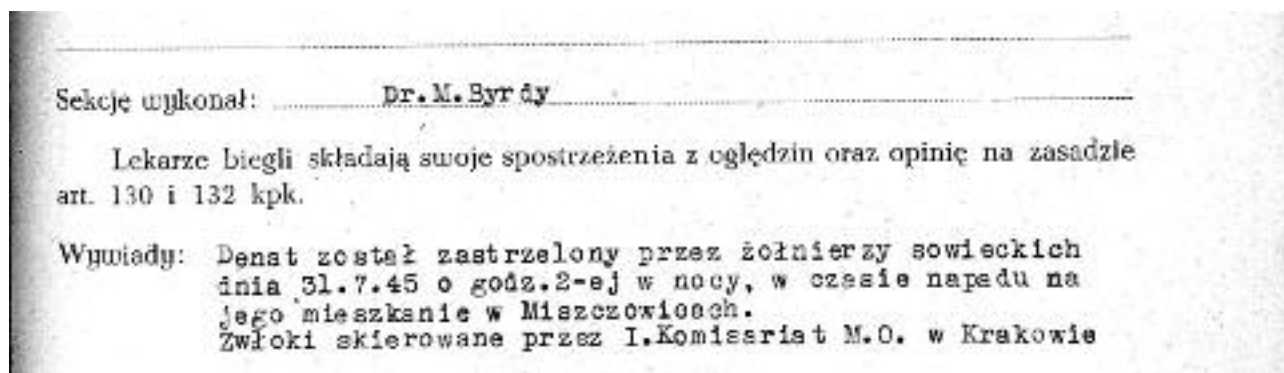 Sekcję wykonał: Dr. M. Byrdy
Lekarze biegli składają swoje spostrzeżenia z oględzin oraz opinię na zasadzie
art. 130 i 132 kpk.
Wywiady: Denat został zastrzelony przez żołnierzy sowieckich
dnia 31.7.45 o godz.2-ej w nocy, w czasie napadu na
jego mieszkanie w Miszczowicach.
Zwłoki skierowane przez I.Komisariat M.O. w Krakowie